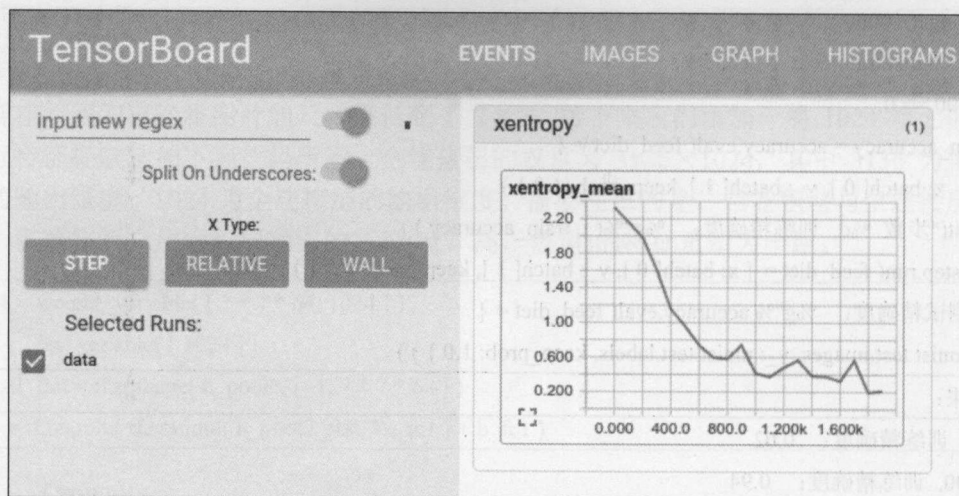 TensorBoard
EVENTS IMAGES GRAPH HISTOGRAMS
input new regex
Split On Underscores:
X Type:
STEP RELATIVE WALL
Selected Runs:
data
xentropy (1)
xentropy_mean
2.20
1.80
1.40
1.00
0.600
0.200
0.000 400.0 800.0 1.200k 1.600k